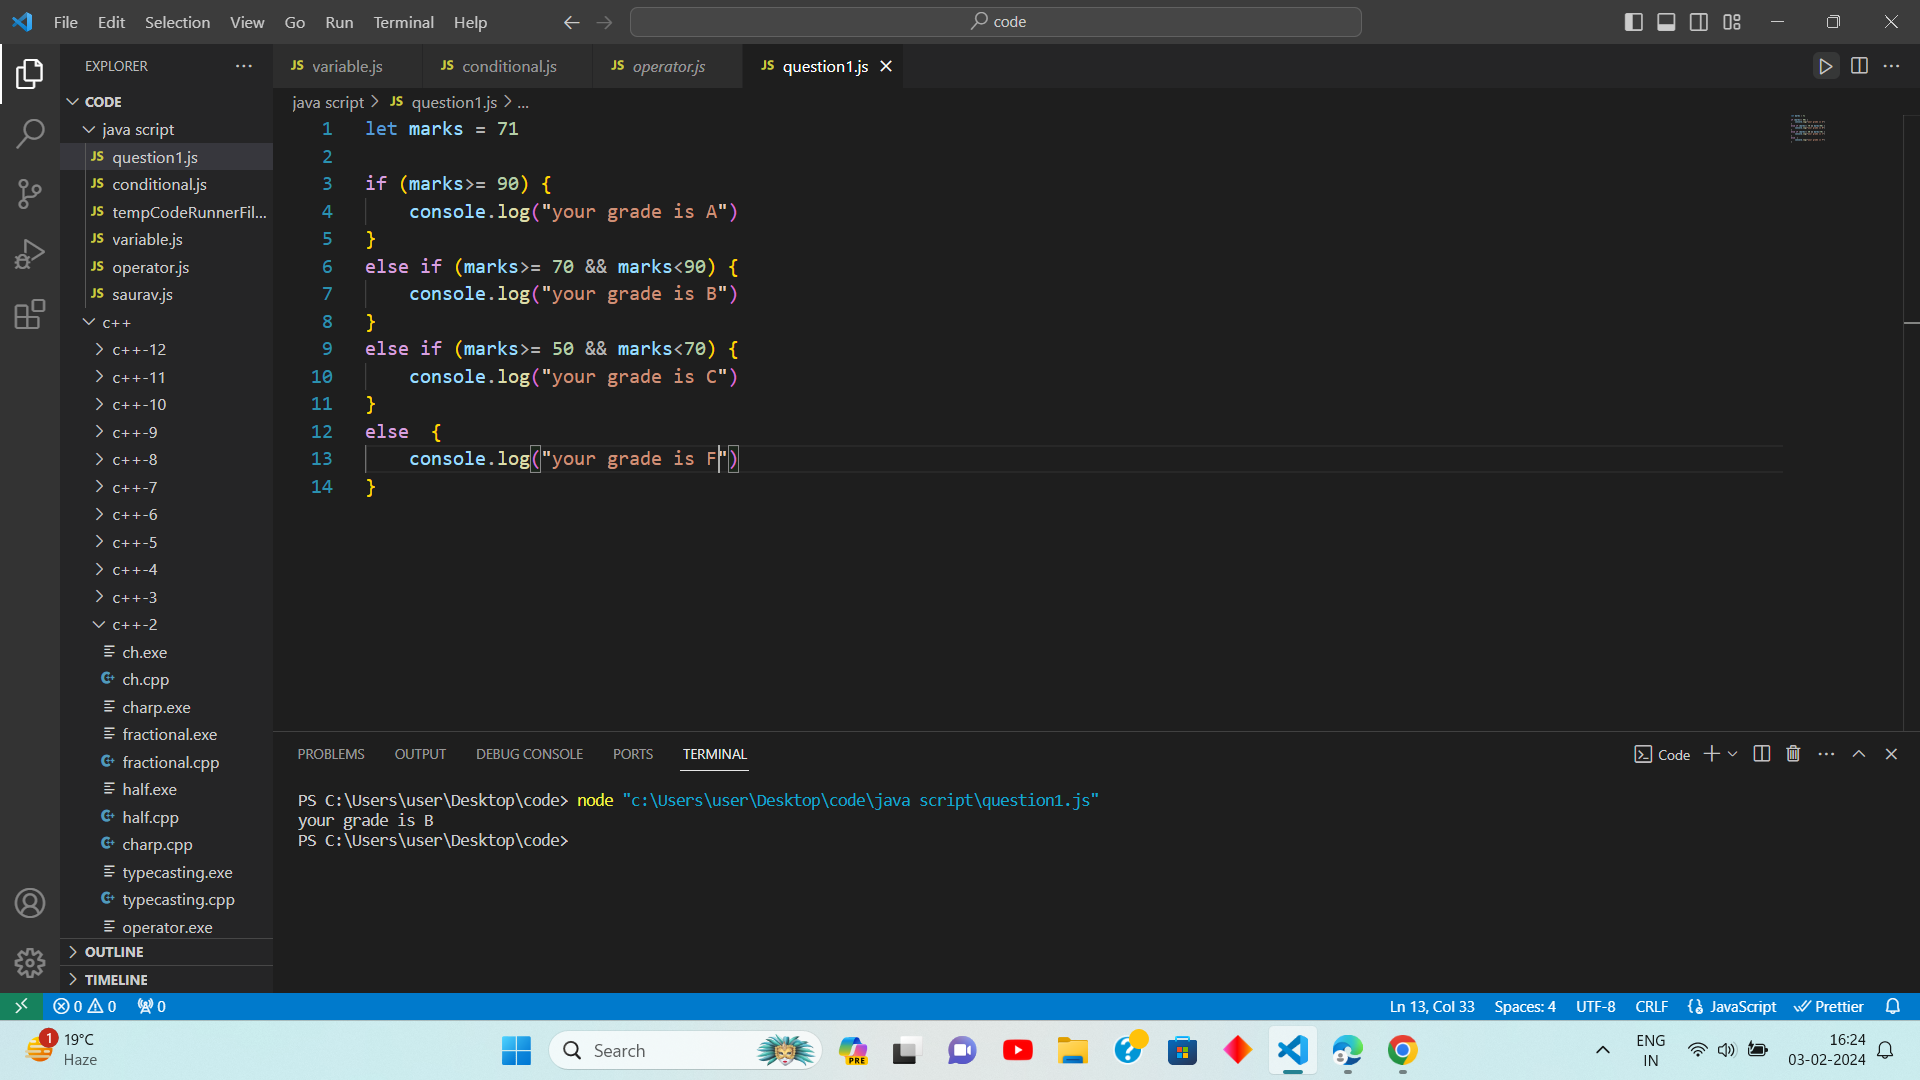 File Edit Selection View Go Run Terminal Help
code
EXPLORER
CODE
java script
JS question1.js
JS conditional.js
JS tempCodeRunnerFil...
JS variable.js
JS operator.js
JS saurav.js
c++
c++-12
c++-11
c++-10
c++-9
c++-8
c++-7
c++-6
c++-5
c++-4
c++-3
c++-2
ch.exe
ch.cpp
charp.exe
fractional.exe
fractional.cpp
half.exe
half.cpp
charp.cpp
typecasting.exe
typecasting.cpp
operator.exe
OUTLINE
TIMELINE
JS variable.js JS conditional.js JS operator.js JS question1.js
java script > JS question1.js > ...
1 let marks = 71
2
3 if (marks>= 90) {
4 console.log("your grade is A")
5 }
6 else if (marks>= 70 && marks<90) {
7 console.log("your grade is B")
8 }
9 else if (marks>= 50 && marks<70) {
10 console.log("your grade is C")
11 }
12 else  {
13 console.log("your grade is F")
14 }
PROBLEMS OUTPUT DEBUG CONSOLE PORTS TERMINAL
Code
PS C:\Users\user\Desktop\code> node "c:\Users\user\Desktop\code\java script\question1.js"
your grade is B
PS C:\Users\user\Desktop\code>
0 0 0
Ln 13, Col 33 Spaces: 4 UTF-8 CRLF JavaScript Prettier
1
19°C
Haze
Search
PRE
ENG
IN
16:24
03-02-2024